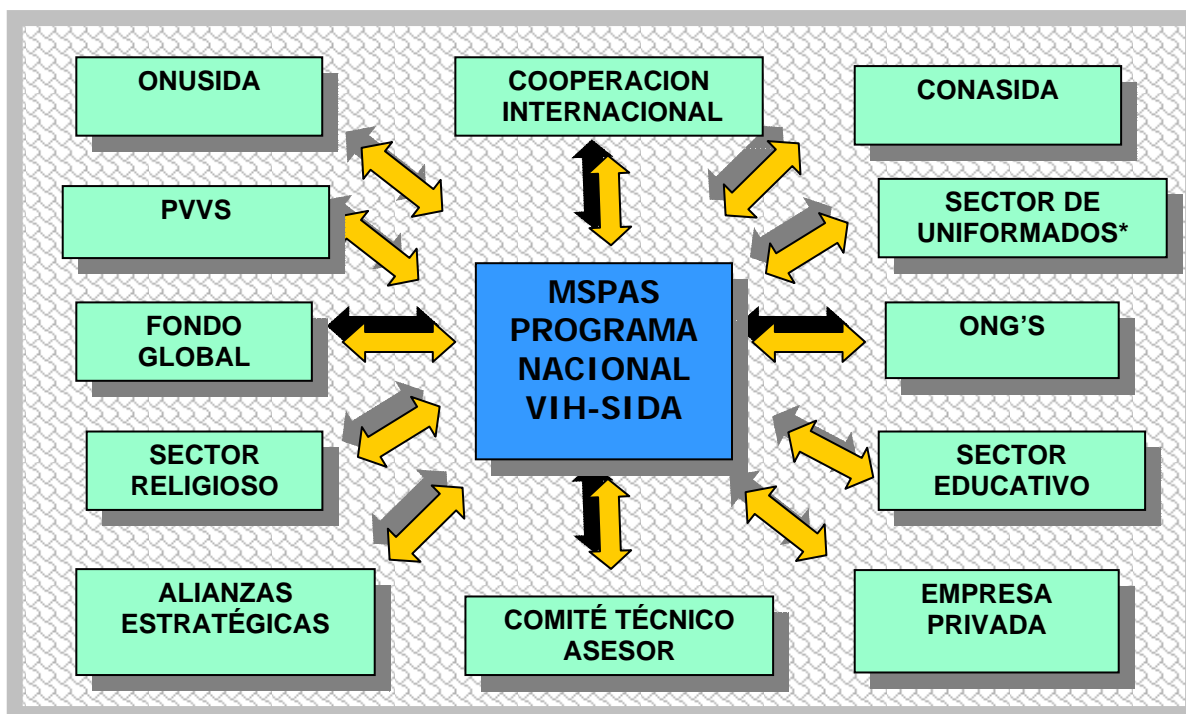 ONUSIDA
COOPERACION
INTERNACIONAL
CONASIDA
PVVS
SECTOR DE
UNIFORMADOS*
MSPAS
PROGRAMA
NACIONAL
VIH-SIDA
FONDO
GLOBAL
ONG’S
SECTOR
RELIGIOSO
SECTOR
EDUCATIVO
ALIANZAS
ESTRATÉGICAS
COMITÉ TÉCNICO
ASESOR
EMPRESA
PRIVADA